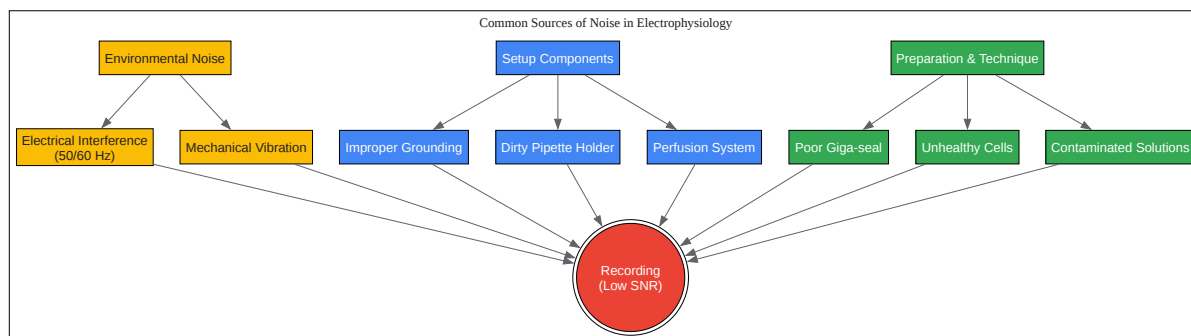 Common Sources of Noise in Electrophysiology
Environmental Noise
Setup Components
Preparation & Technique
Electrical Interference
(50/60 Hz)
Mechanical Vibration
Improper Grounding
Dirty Pipette Holder
Perfusion System
Poor Giga-seal
Unhealthy Cells
Contaminated Solutions
Recording
(Low SNR)